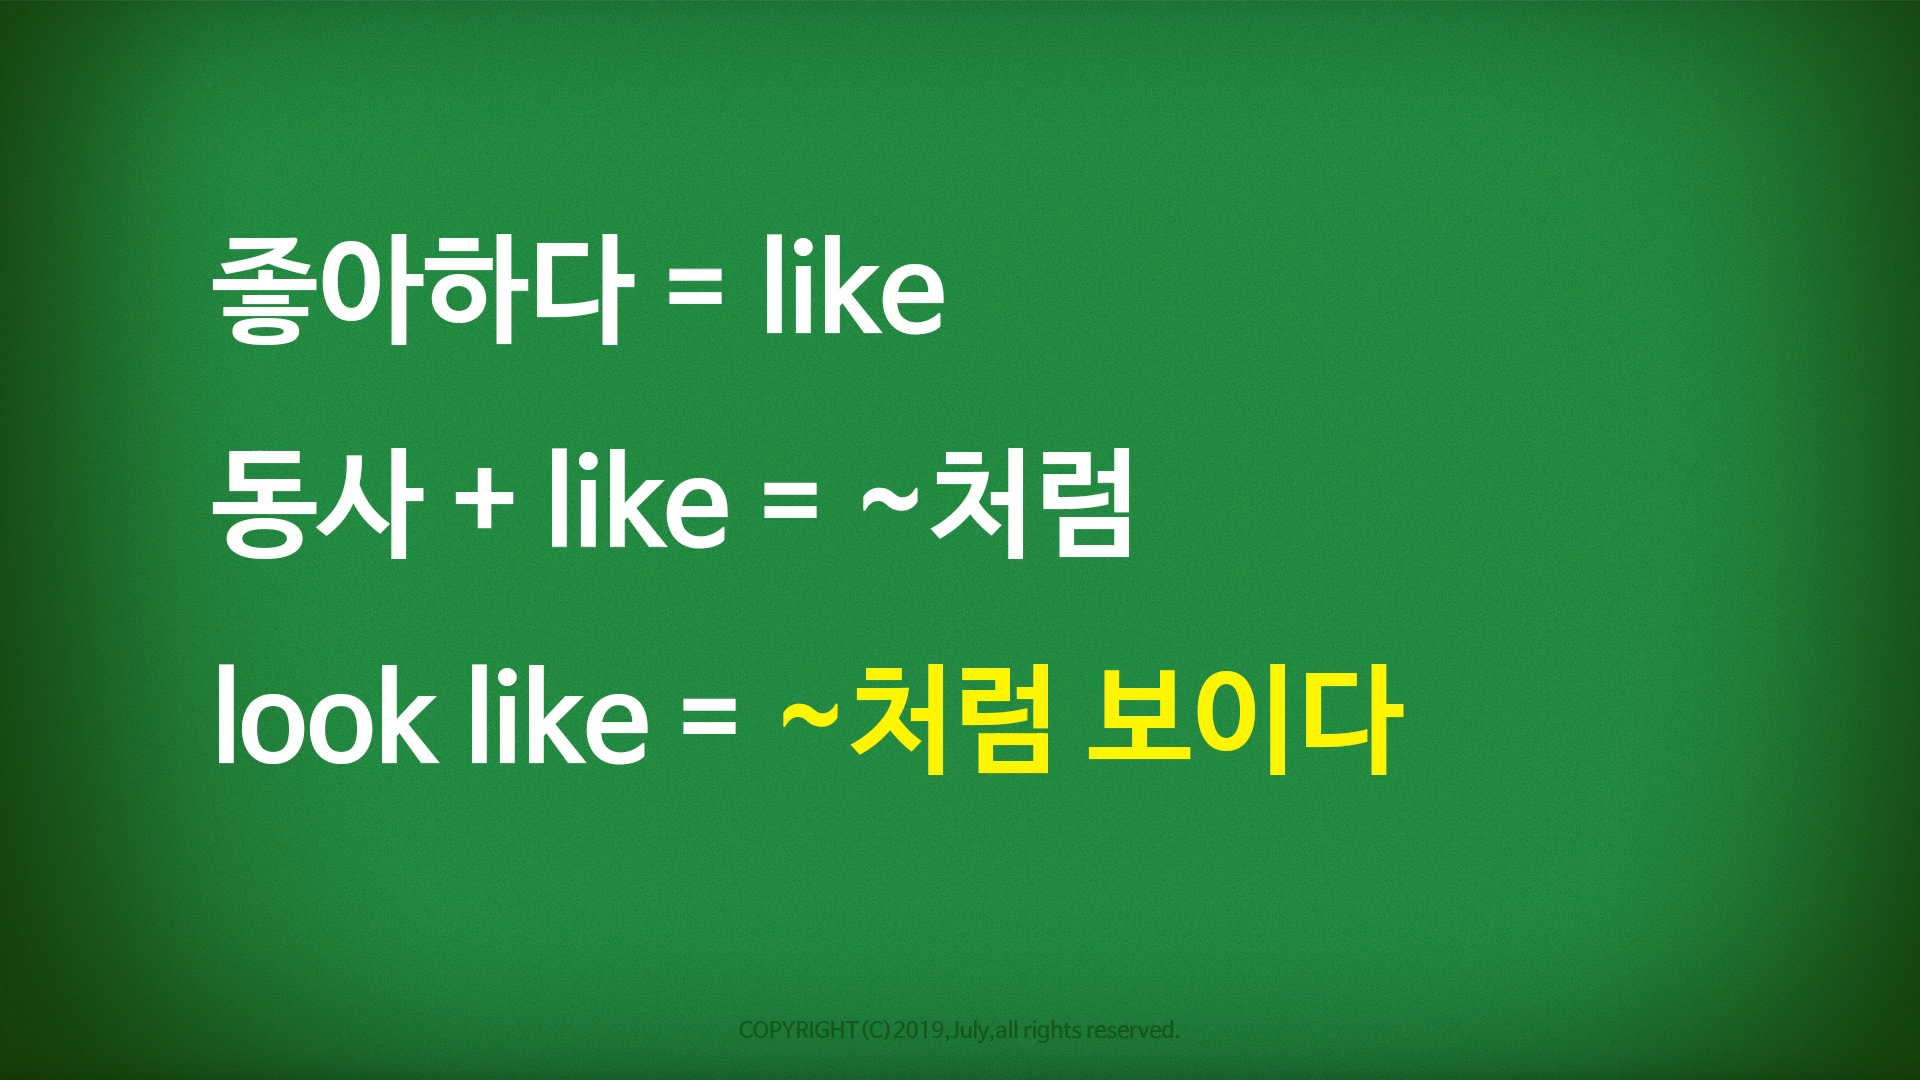 좋아하다 = like
동사 + like = ~처럼
look like = ~처럼 보이다
COPYRIGHT (C) 2019,July,all rights reserved.